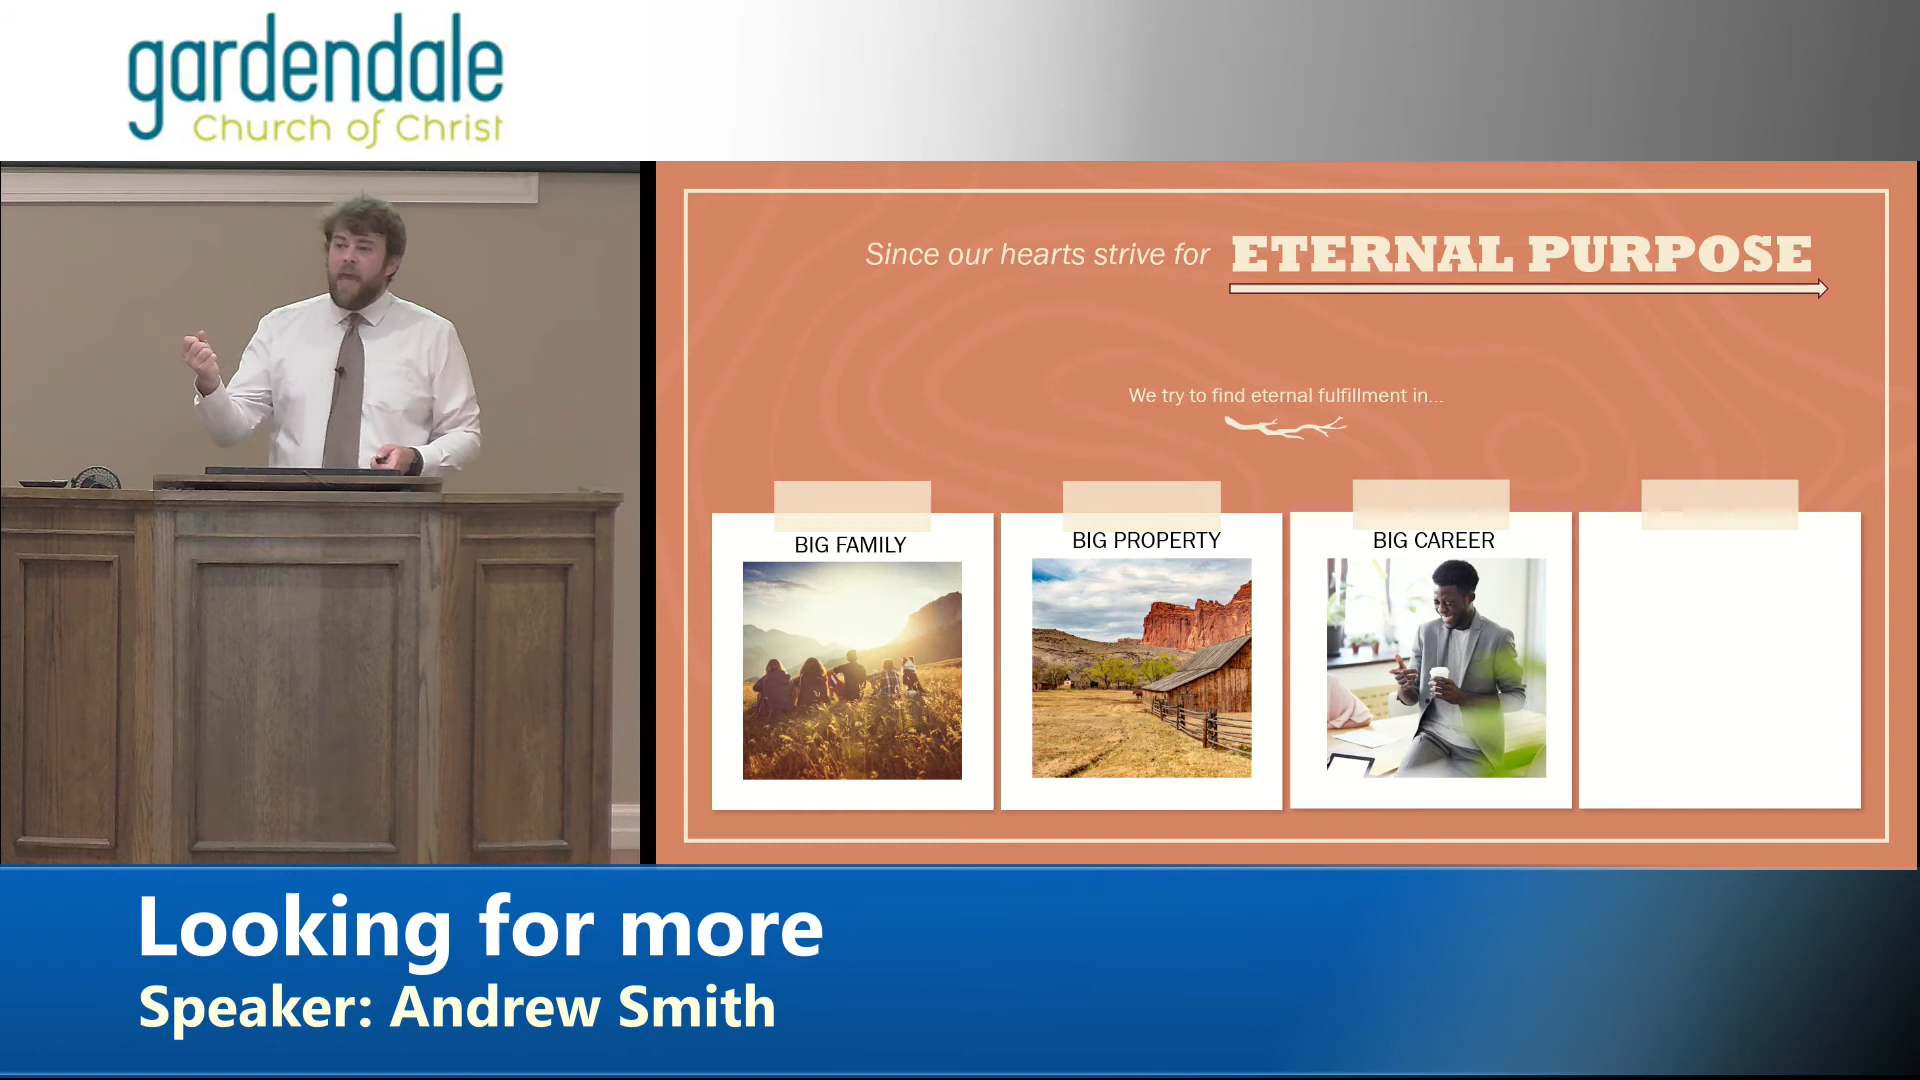 gardendale
Church of Christ
Since our hearts strive for ETERNAL PURPOSE
We try to find eternal fulfillment in...
BIG FAMILY
BIG PROPERTY
BIG CAREER
Looking for more
Speaker: Andrew Smith